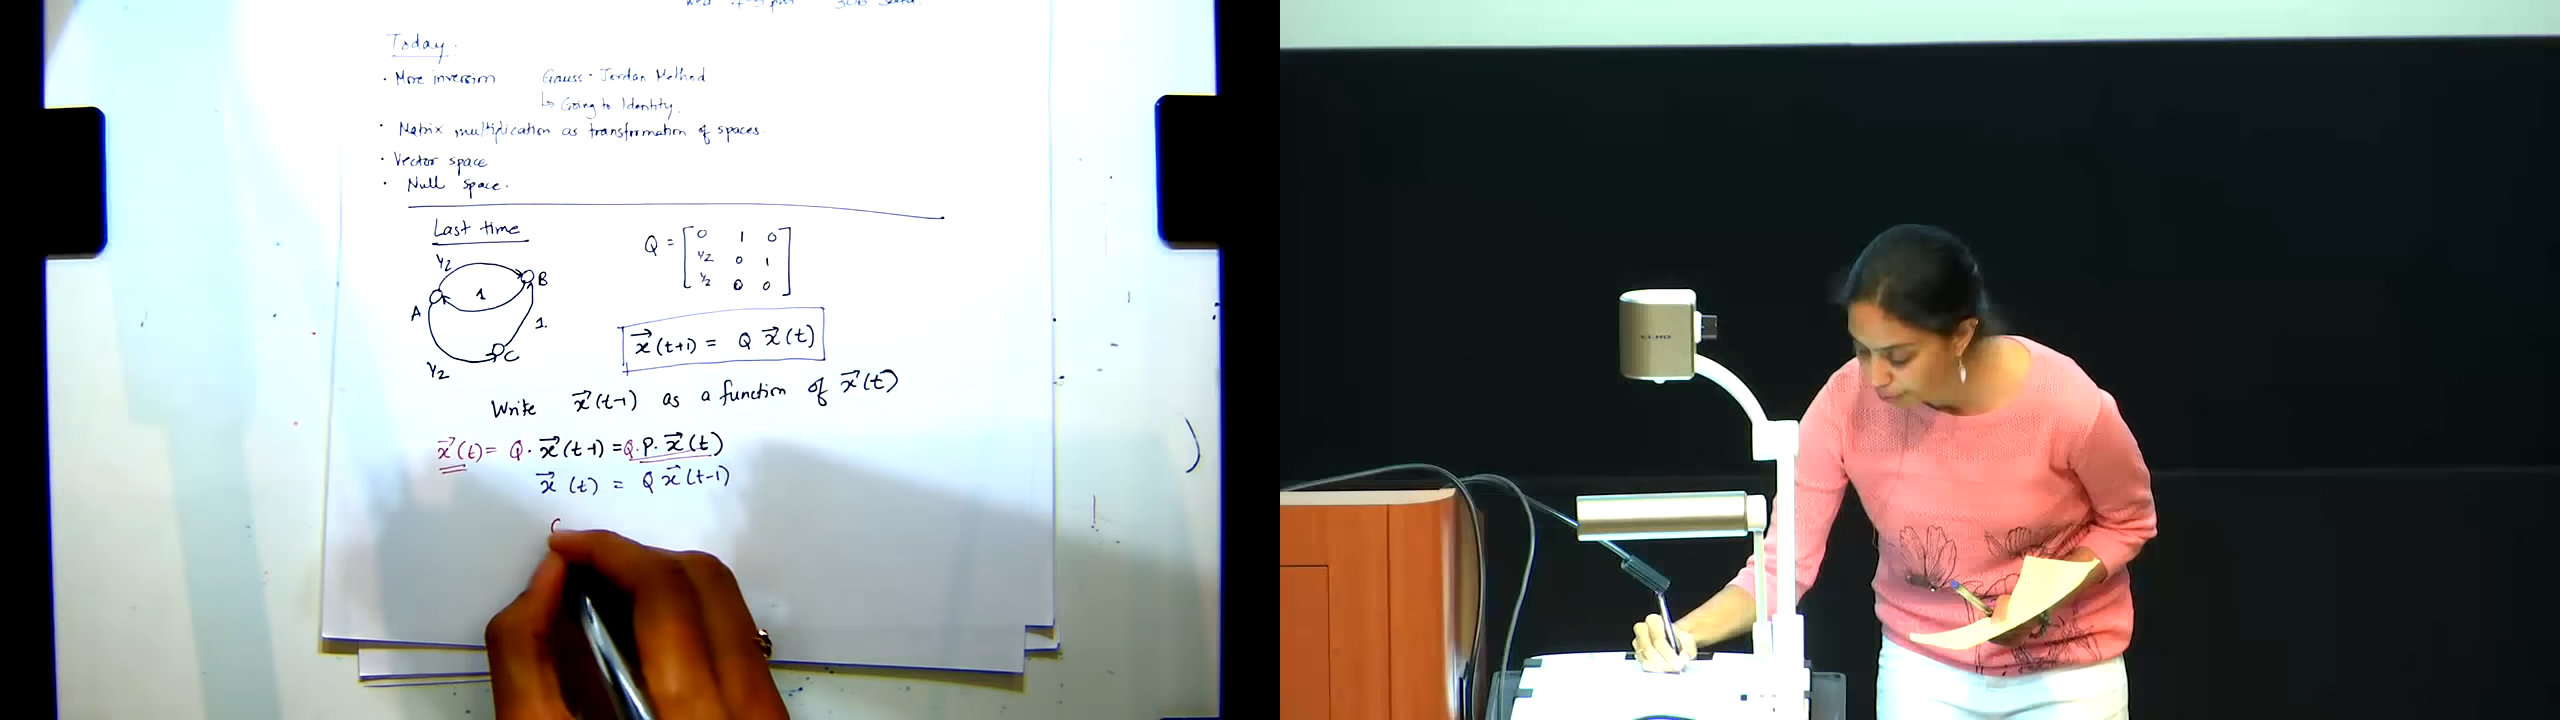 Today.
· More inversion Gauss-Jordan Method
↳ Going to Identity.
· Matrix multiplication as transformation of spaces.
· Vector space
· Null space.
Last time
Q = [0 1 0
1/2 0 1
1/2 0 0]
1/2
B
1
A
1.
C
1/2
x⃗(t+1) = Q x⃗(t)
Write x⃗(t-1) as a function of x⃗(t)
x⃗(t) = Q · x⃗(t-1) = Q·P· x⃗(t)
x⃗(t) = Q x⃗(t-1)
ELMO